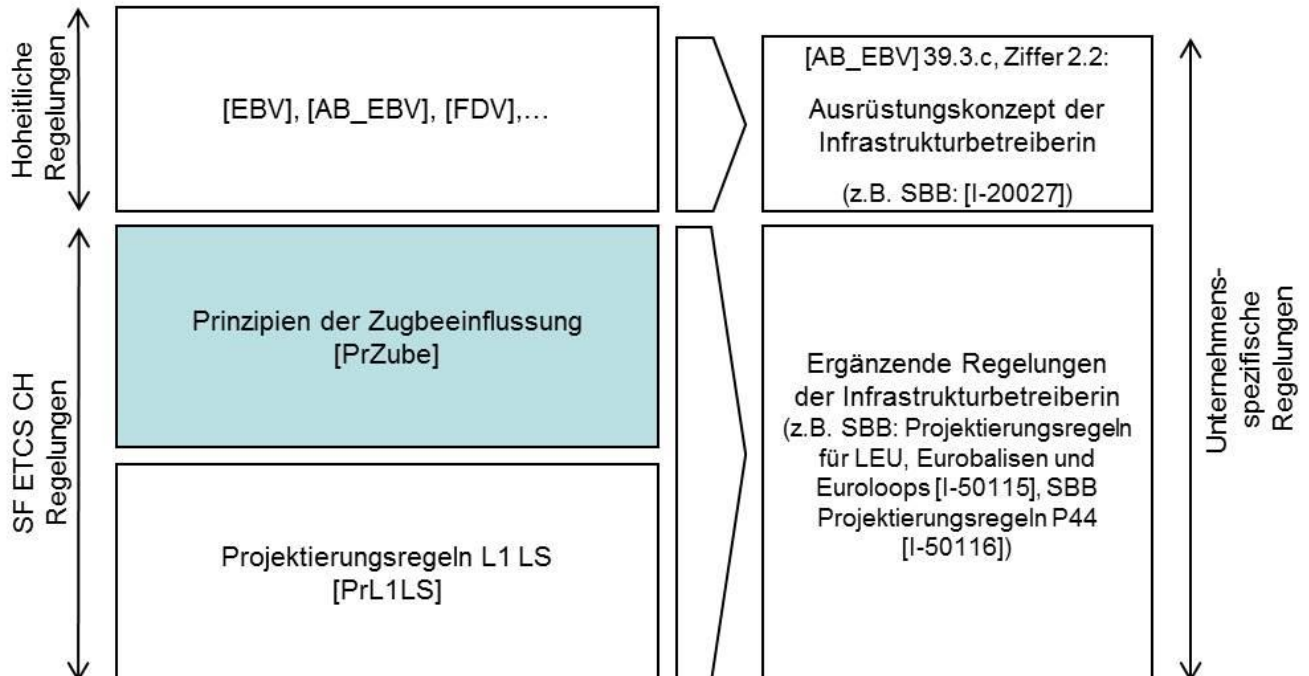 Hoheitliche
Regelungen
[EBV], [AB_EBV], [FDV],…
[AB_EBV] 39.3.c, Ziffer 2.2:
Ausrüstungskonzept der
Infrastrukturbetreiberin
(z.B. SBB: [I-20027])
SF ETCS CH
Regelungen
Prinzipien der Zugbeeinflussung
[PrZube]
Projektierungsregeln L1 LS
[PrL1LS]
Ergänzende Regelungen
der Infrastrukturbetreiberin
(z.B. SBB: Projektierungsregeln
für LEU, Eurobalisen und
Euroloops [I-50115], SBB
Projektierungsregeln P44
[I-50116])
Unternehmens-
spezifische
Regelungen